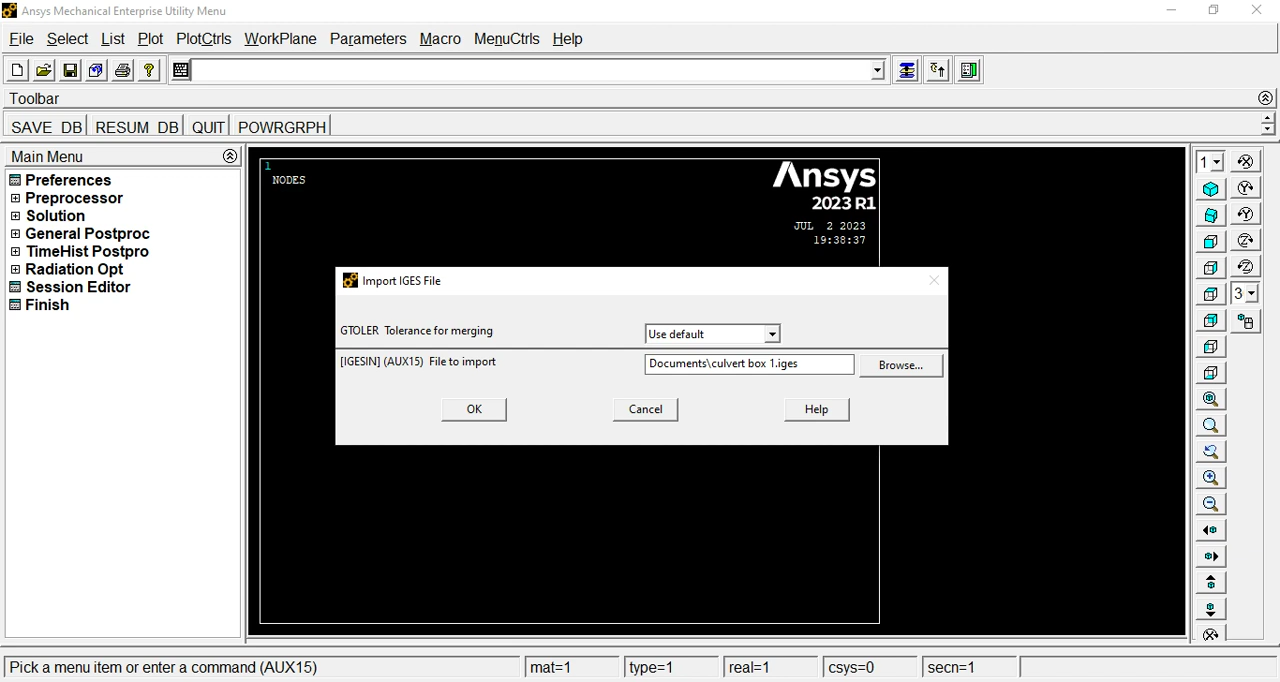 Ansys Mechanical Enterprise Utility Menu
File Select List Plot PlotCtrls WorkPlane Parameters Macro MenuCtrls Help
Toolbar
SAVE_DB RESUM_DB QUIT POWRGRPH
Main Menu
Preferences
Preprocessor
Solution
General Postproc
TimeHist Postpro
Radiation Opt
Session Editor
Finish
1
NODES
Ansys
2023 R1
JUL 2 2023
19:38:37
Import IGES File
GTOLER Tolerance for merging Use default
[IGESIN] (AUX15) File to import Documents\culvert box 1.iges Browse...
OK Cancel Help
1
3
Pick a menu item or enter a command (AUX15) mat=1 type=1 real=1 csys=0 secn=1